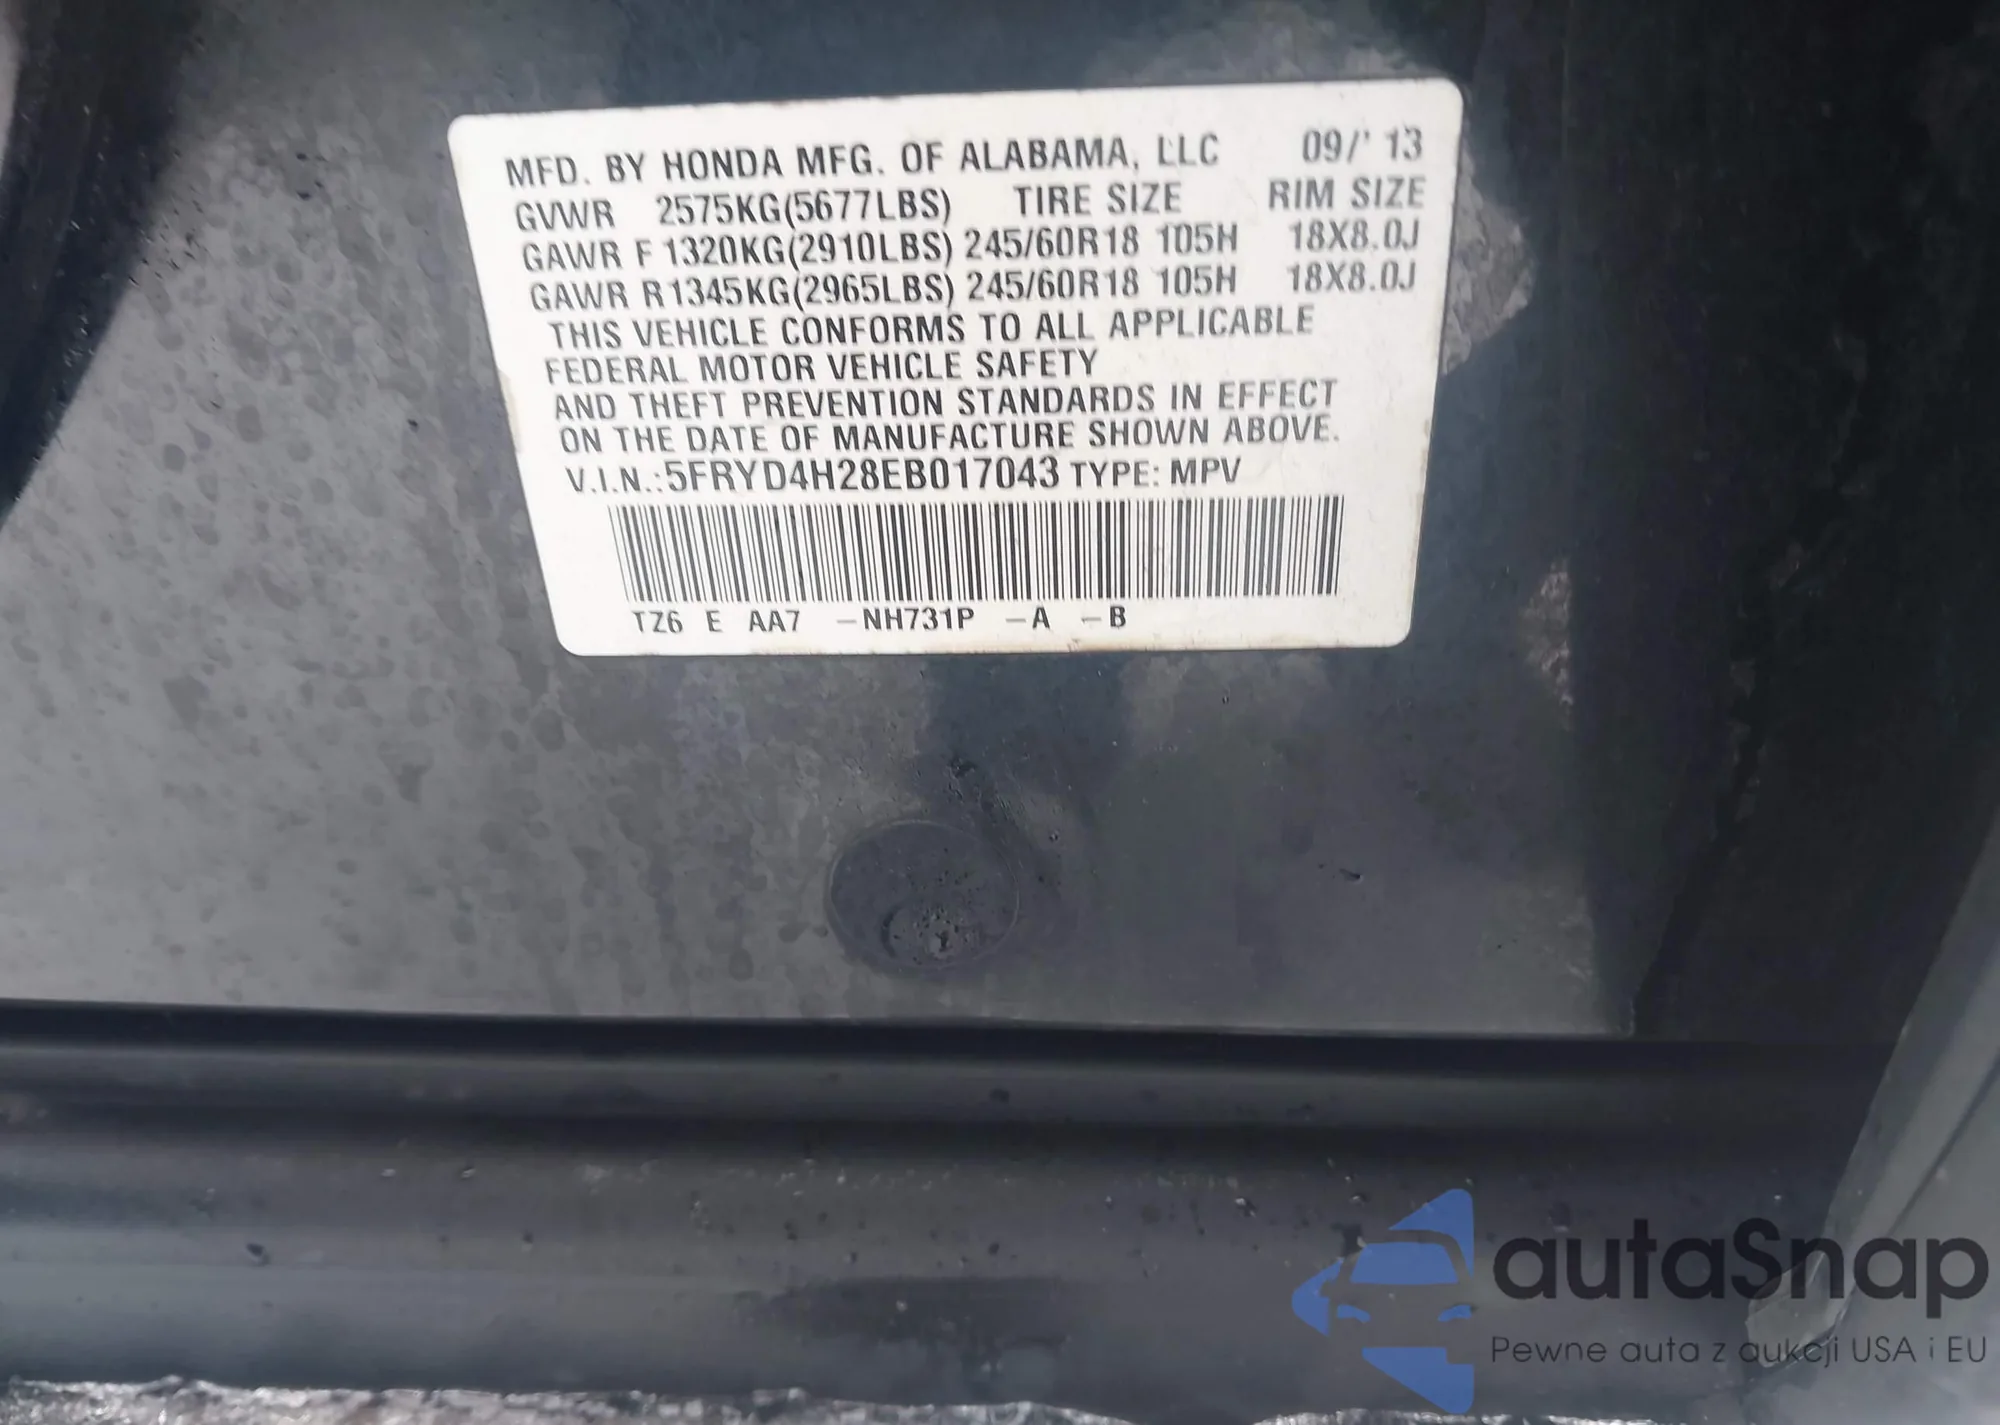 MFD. BY HONDA MFG. OF ALABAMA, LLC 09/' 13
GVWR 2575KG(5677LBS) TIRE SIZE RIM SIZE
GAWR F 1320KG(2910LBS) 245/60R18 105H 18X8.0J
GAWR R1345KG(2965LBS) 245/60R18 105H 18X8.0J
THIS VEHICLE CONFORMS TO ALL APPLICABLE
FEDERAL MOTOR VEHICLE SAFETY
AND THEFT PREVENTION STANDARDS IN EFFECT
ON THE DATE OF MANUFACTURE SHOWN ABOVE.
V.I.N.:5FRYD4H28EB017043 TYPE: MPV
TZ6 E AA7 -NH731P -A -B
autaSnap
Pewne auta z aukcji USA i EU